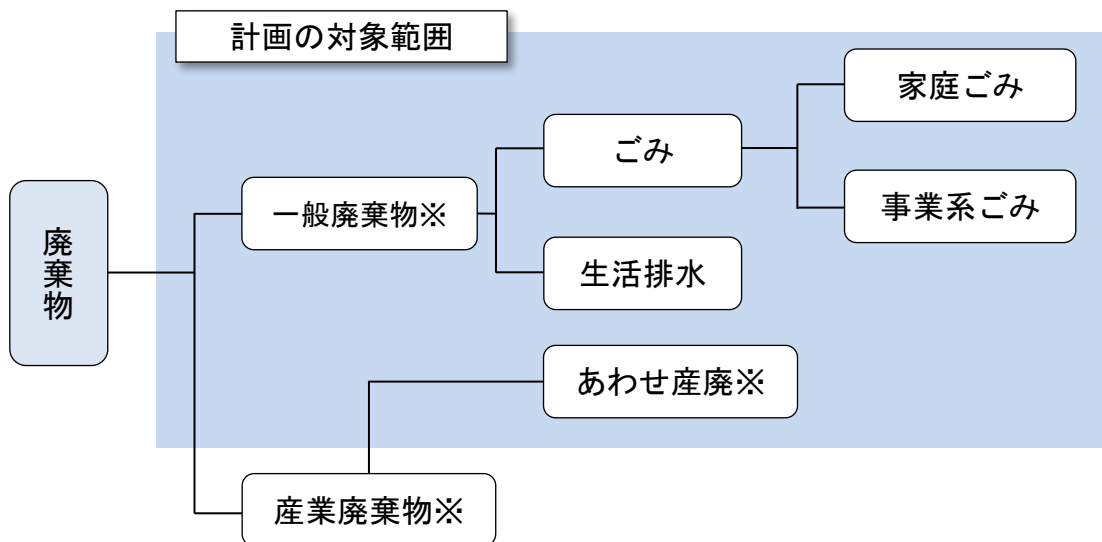 計画の対象範囲
家庭ごみ
ごみ
事業系ごみ
一般廃棄物※
廃棄物
生活排水
あわせ産廃※
産業廃棄物※